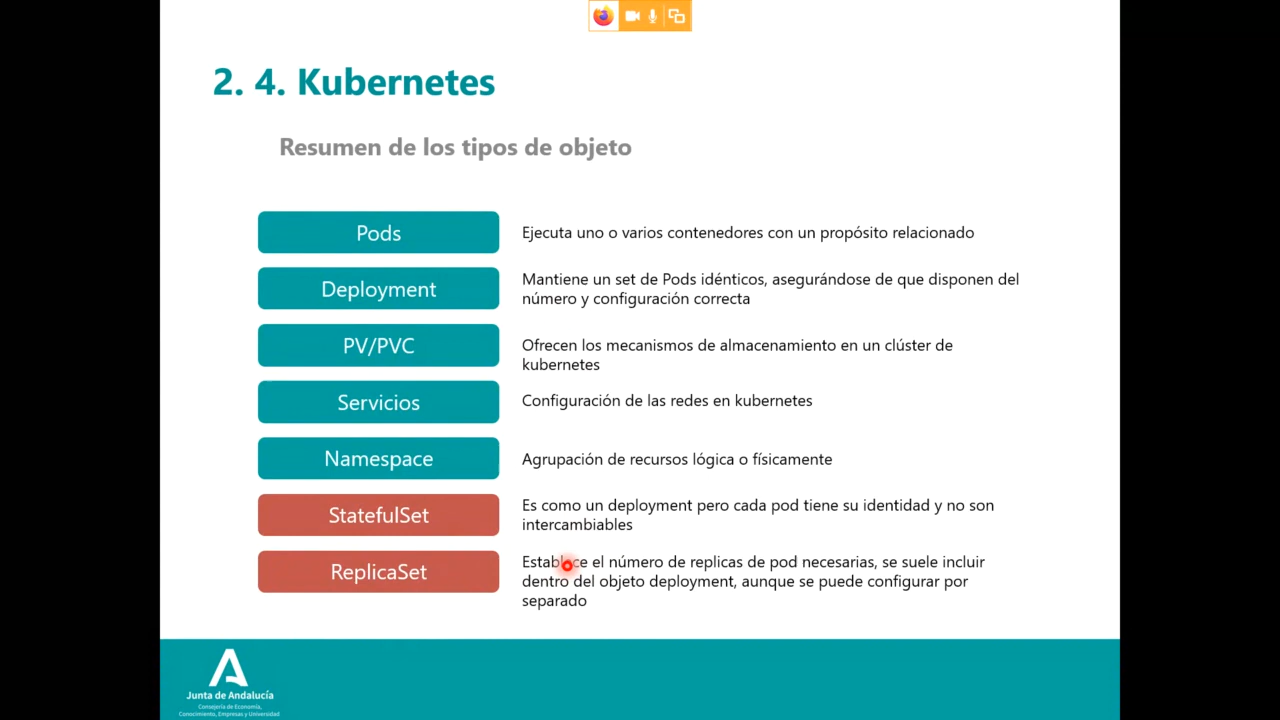 2. 4. Kubernetes
Resumen de los tipos de objeto
Pods
Ejecuta uno o varios contenedores con un propósito relacionado
Deployment
Mantiene un set de Pods idénticos, asegurándose de que disponen del
número y configuración correcta
PV/PVC
Ofrecen los mecanismos de almacenamiento en un clúster de
kubernetes
Servicios
Configuración de las redes en kubernetes
Namespace
Agrupación de recursos lógica o físicamente
StatefulSet
Es como un deployment pero cada pod tiene su identidad y no son
intercambiables
ReplicaSet
Establece el número de replicas de pod necesarias, se suele incluir
dentro del objeto deployment, aunque se puede configurar por
separado
Junta de Andalucía
Consejería de Economía,
Conocimiento, Empresas y Universidad